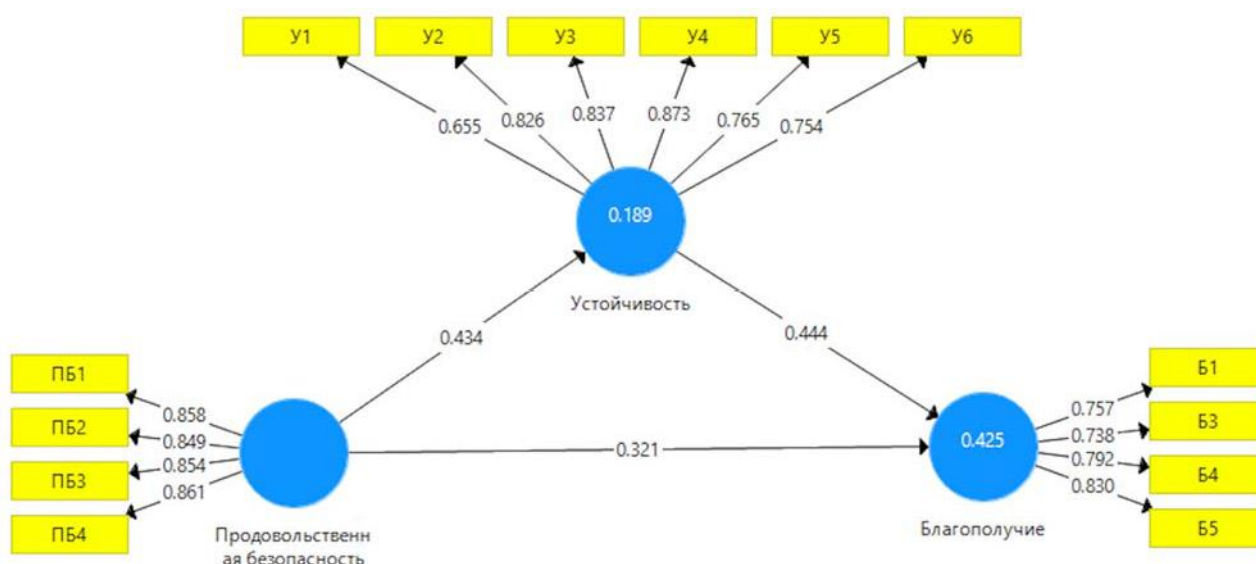 У1 У2 У3 У4 У5 У6
0.655 0.826 0.837 0.873 0.765 0.754
0.189
Устойчивость
0.434
0.444
ПБ1
ПБ2
ПБ3
ПБ4
0.858
0.849
0.854
0.861
0.321
0.425
0.757
0.738
0.792
0.830
Б1
Б3
Б4
Б5
Продовольственн
ая безопасность
Благополучие